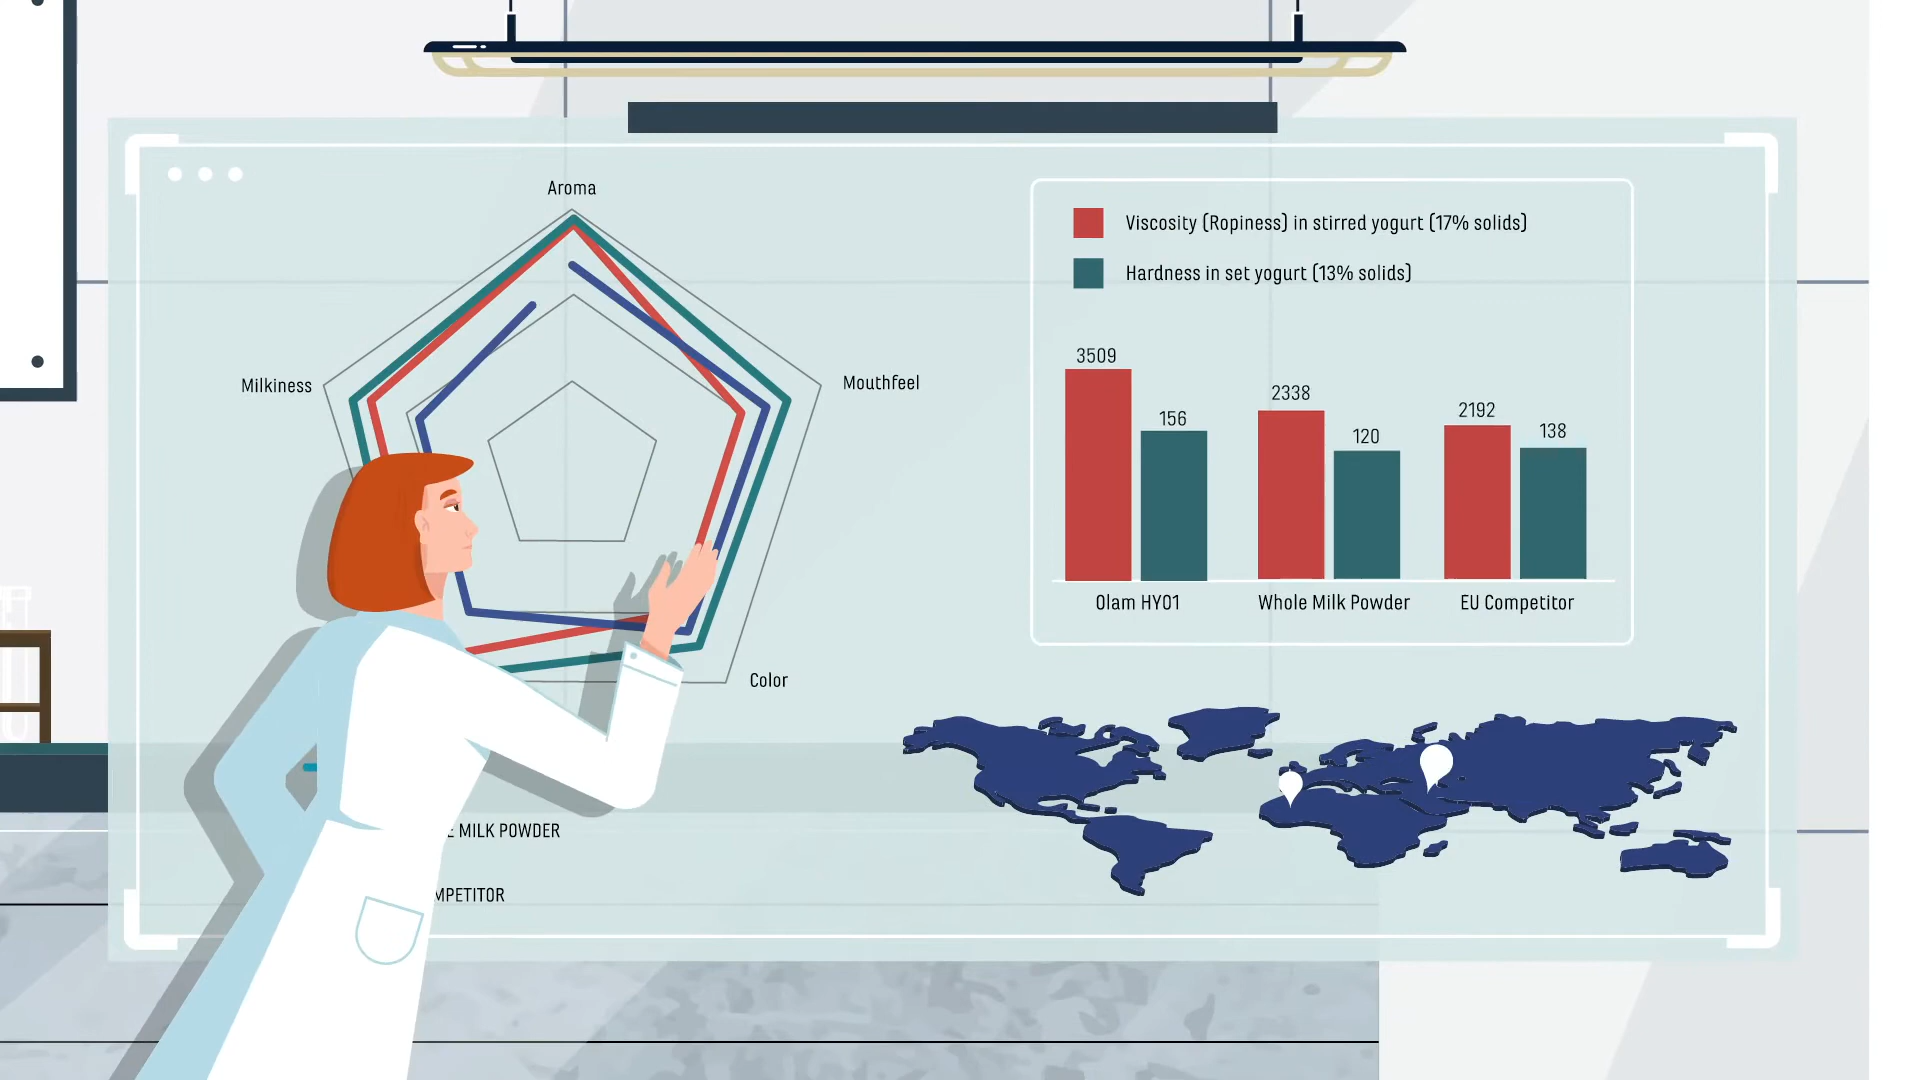 Aroma
Milkiness
Mouthfeel
Color
MILK POWDER
Viscosity (Ropiness) in stirred yogurt (17% solids)
Hardness in set yogurt (13% solids)
3509
156
2338
120
2192
138
Olam HY01
Whole Milk Powder
EU Competitor